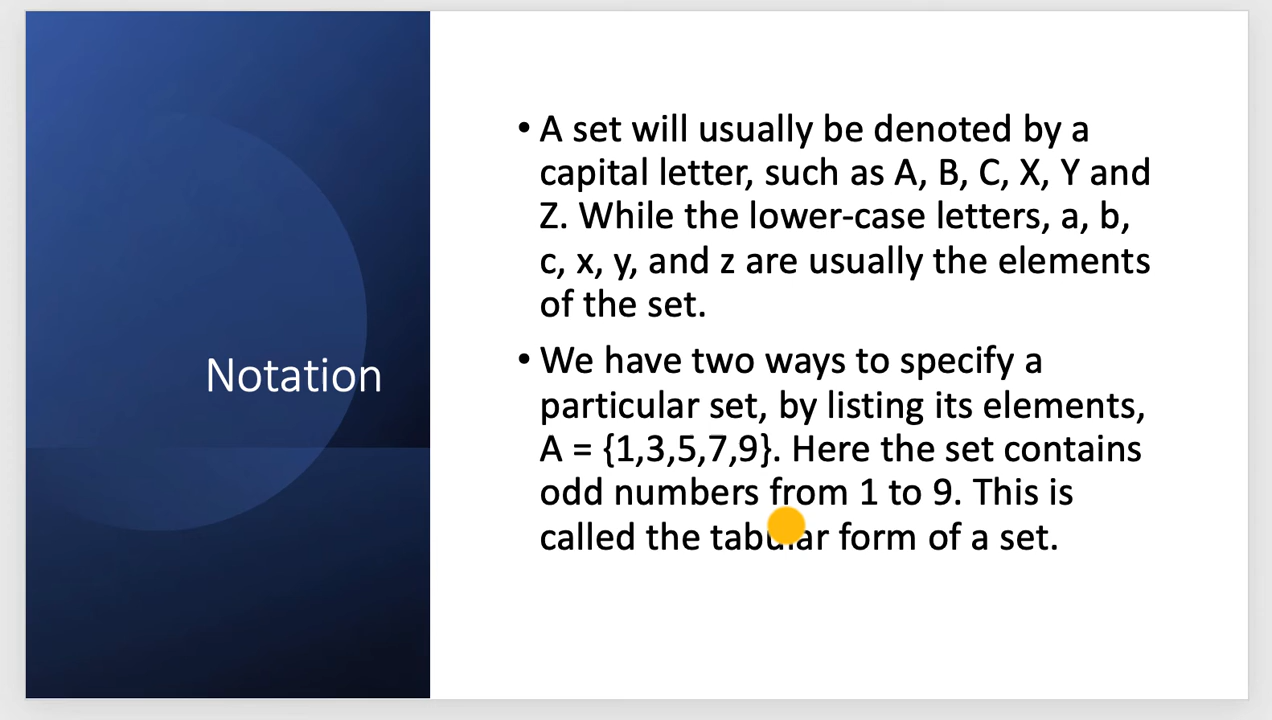 Notation
• A set will usually be denoted by a
capital letter, such as A, B, C, X, Y and
Z. While the lower-case letters, a, b,
c, x, y, and z are usually the elements
of the set.
• We have two ways to specify a
particular set, by listing its elements,
A = {1,3,5,7,9}. Here the set contains
odd numbers from 1 to 9. This is
called the tabular form of a set.